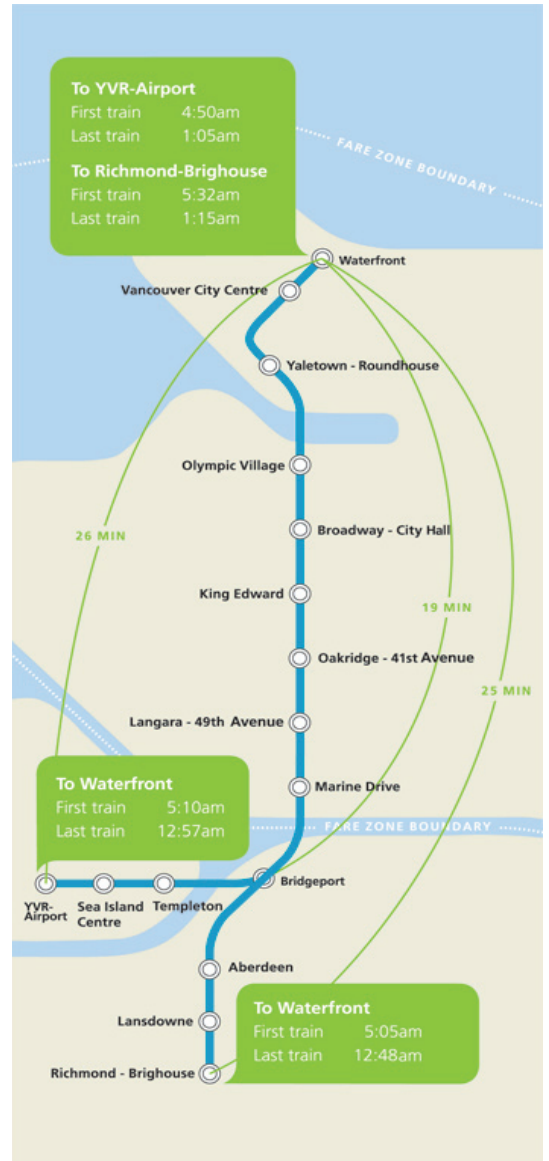 To YVR-Airport
First train 4:50am
Last train 1:05am
To Richmond-Brighouse
First train 5:32am
Last train 1:15am
FARE ZONE BOUNDARY
Waterfront
Vancouver City Centre
Yaletown - Roundhouse
Olympic Village
Broadway - City Hall
26 MIN
King Edward
19 MIN
Oakridge - 41st Avenue
25 MIN
Langara - 49th Avenue
To Waterfront
First train 5:10am
Last train 12:57am
Marine Drive
FARE ZONE BOUNDARY
Bridgeport
YVR-
Airport
Sea Island
Centre
Templeton
Aberdeen
Lansdowne
Richmond - Brighouse
To Waterfront
First train 5:05am
Last train 12:48am